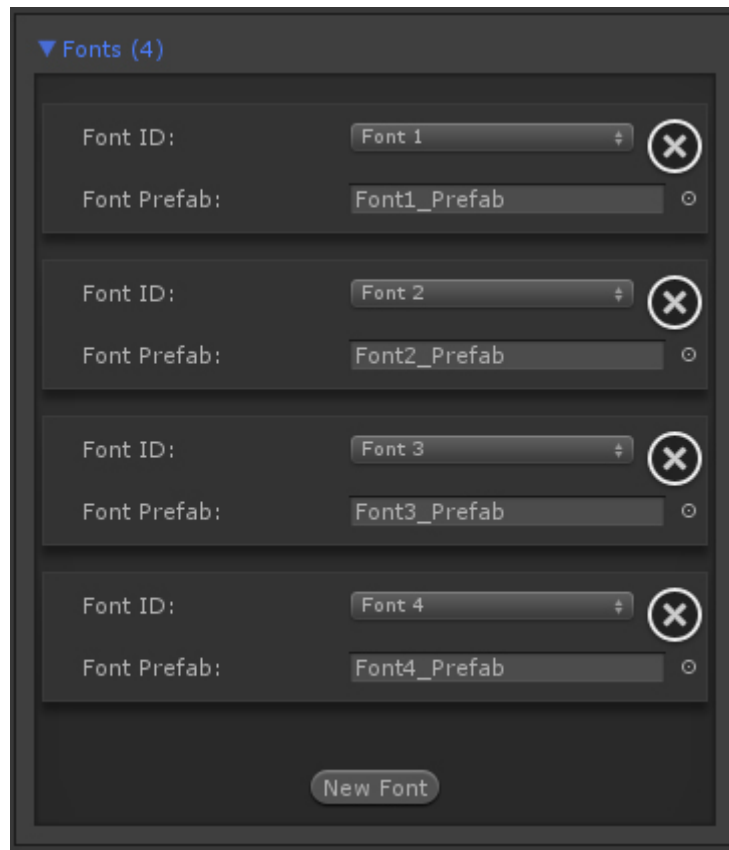 Fonts (4)
Font ID: Font 1
Font Prefab: Font1_Prefab
Font ID: Font 2
Font Prefab: Font2_Prefab
Font ID: Font 3
Font Prefab: Font3_Prefab
Font ID: Font 4
Font Prefab: Font4_Prefab
New Font